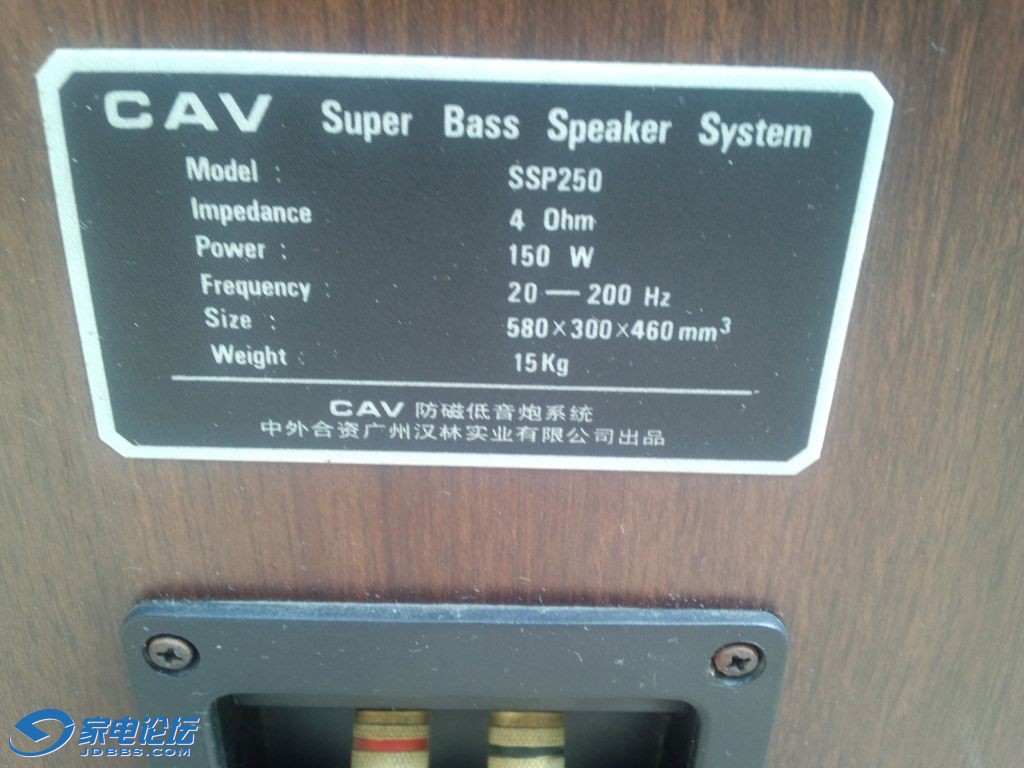 CAV Super Bass Speaker System
Model : SSP250
Impedance 4 Ohm
Power : 150 W
Frequency : 20 — 200 Hz
Size : 580×300×460 mm³
Weight : 15Kg
CAV 防磁低音炮系统
中外合资广州汉林实业有限公司出品
家电论坛
JDBBS.COM